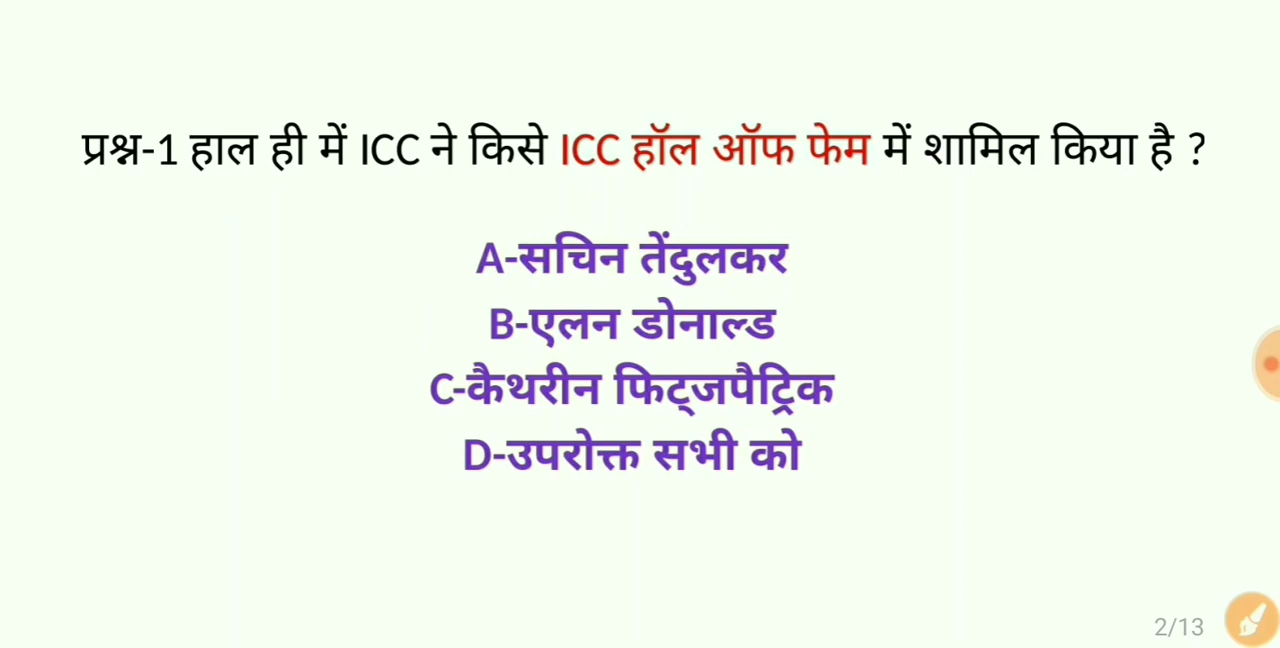 प्रश्न-1 हाल ही में ICC ने किसे ICC हॉल ऑफ फेम में शामिल किया है ?
A-सचिन तेंदुलकर
B-एलन डोनाल्ड
C-कैथरीन फिट्जपैट्रिक
D-उपरोक्त सभी को
2/13